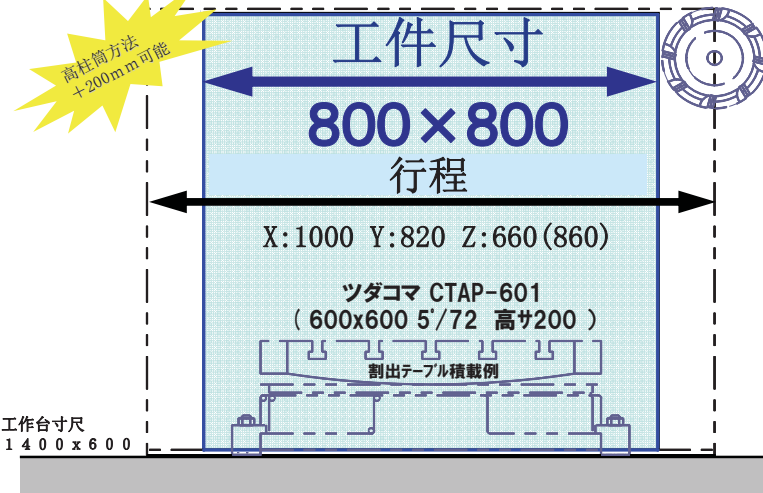 高柱筒方法
+200mm可能
工件尺寸
800×800
行程
X:1000 Y:820 Z:660(860)
ツダコマ CTAP-601
( 600x600 5ﾟ/72 高サ200 )
割出テーブル積載例
工作台寸尺
1400x600